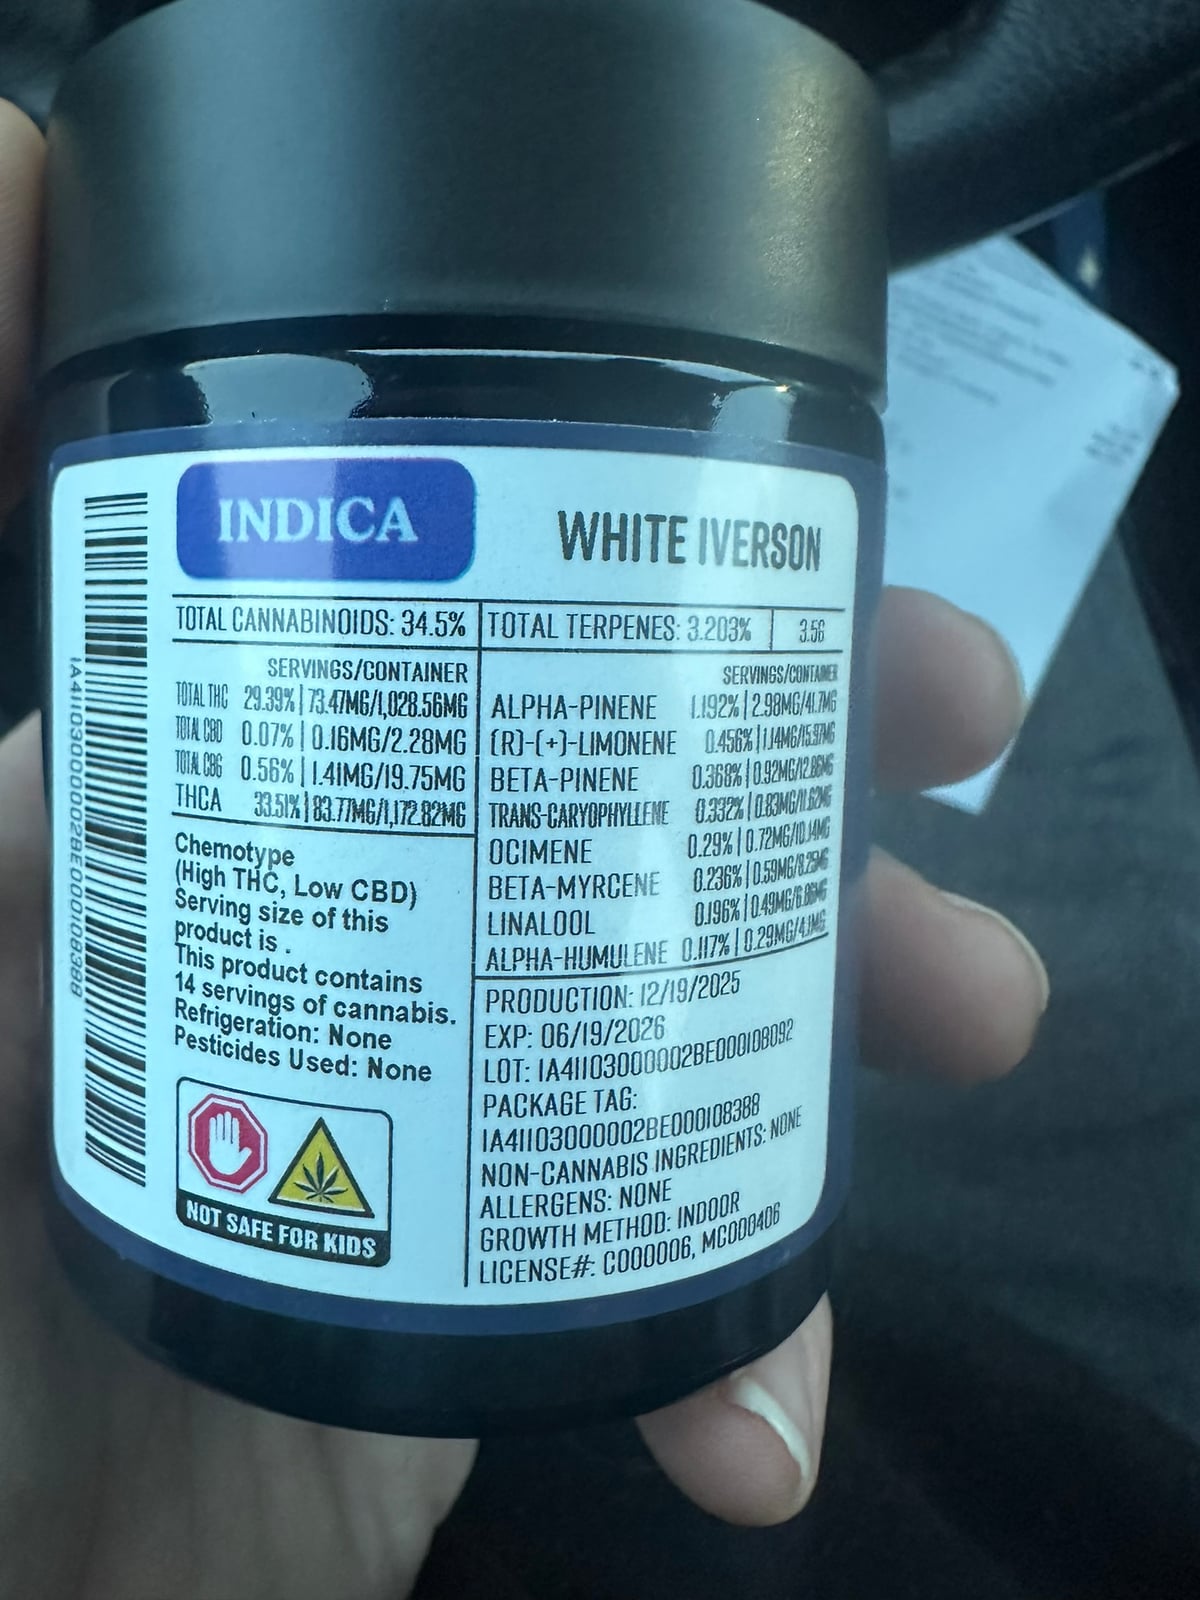 INDICA
WHITE IVERSON
TOTAL CANNABINOIDS: 34.5%
TOTAL TERPENES: 3.203%
3.5G
SERVINGS/CONTAINER
TOTAL THC 29.39% | 73.47MG/1,028.56MG
TOTAL CBD 0.07% | 0.16MG/2.28MG
TOTAL CBG 0.56% | 1.41MG/19.75MG
THCA 33.51% | 83.77MG/1,172.82MG
Chemotype
(High THC, Low CBD)
Serving size of this
product is .
This product contains
14 servings of cannabis.
Refrigeration: None
Pesticides Used: None
NOT SAFE FOR KIDS
SERVINGS/CONTAINER
ALPHA-PINENE 1.192% | 2.98MG/41.7MG
(R)-(+)-LIMONENE 0.456% | 1.14MG/15.97MG
BETA-PINENE 0.368% | 0.92MG/12.86MG
TRANS-CARYOPHYLLENE 0.332% | 0.83MG/11.62MG
OCIMENE 0.29% | 0.72MG/10.14MG
BETA-MYRCENE 0.236% | 0.59MG/8.25MG
LINALOOL 0.196% | 0.49MG/6.86MG
ALPHA-HUMULENE 0.117% | 0.29MG/4.1MG
PRODUCTION: 12/19/2025
EXP: 06/19/2026
LOT: 1A41103000002BE000108092
PACKAGE TAG:
1A41103000002BE000108388
NON-CANNABIS INGREDIENTS: NONE
ALLERGENS: NONE
GROWTH METHOD: INDOOR
LICENSE#: C000006, MC000406
1A41103000002BE000108388